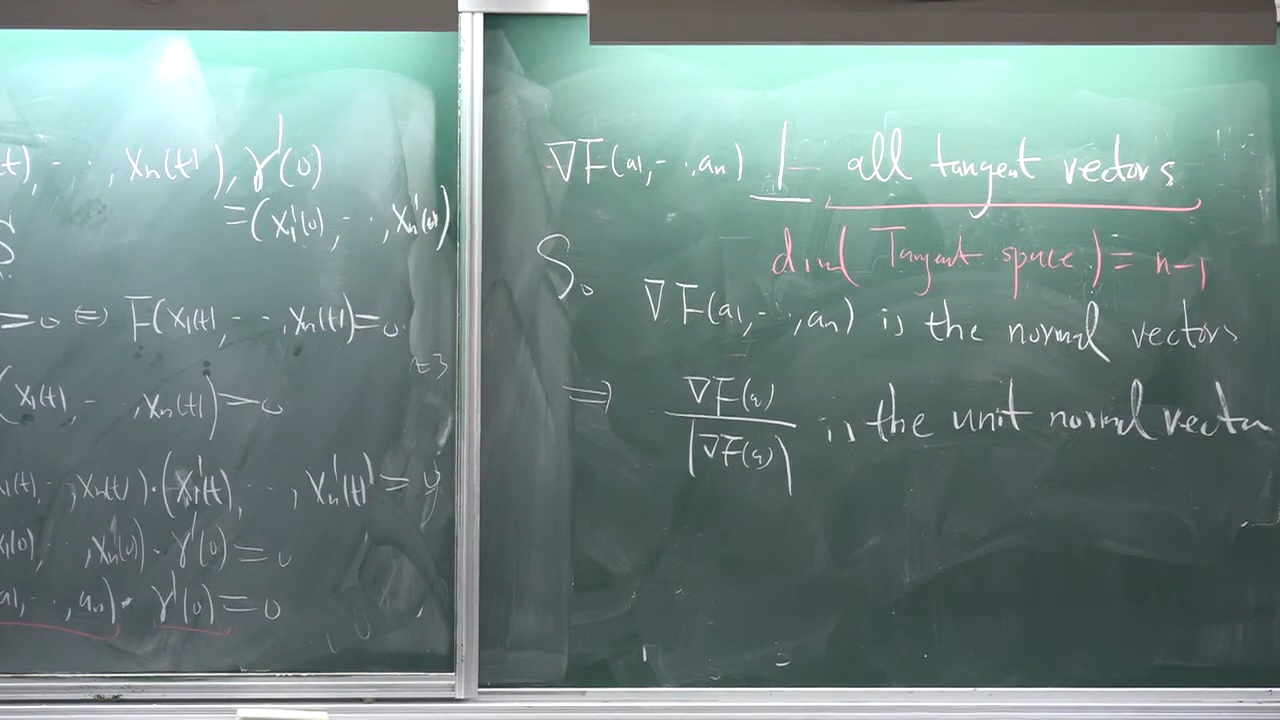 t), - · , xₙ(t)), γ'(0)
= (x₁'(0), - · , xₙ'(0))
S
= 0 ⇔ F(x₁(t), - · · , xₙ(t)) = 0.
(x₁(t), - · , xₙ(t)) = 0
x₁(t), - · , xₙ(t)) · (x₁'(t), - · · , xₙ'(t)) =
x₁(0), · · , xₙ(0)) · γ'(0) = 0
a₁, - · , aₙ) · γ'(0) = 0
∇F(a₁, - · , aₙ) ⊥ all tangent vectors
dim(Tangent space) = n-1
So ∇F(a₁, - · , aₙ) is the normal vectors
⇒ ∇F(a) / |∇F(a)| is the unit normal vector